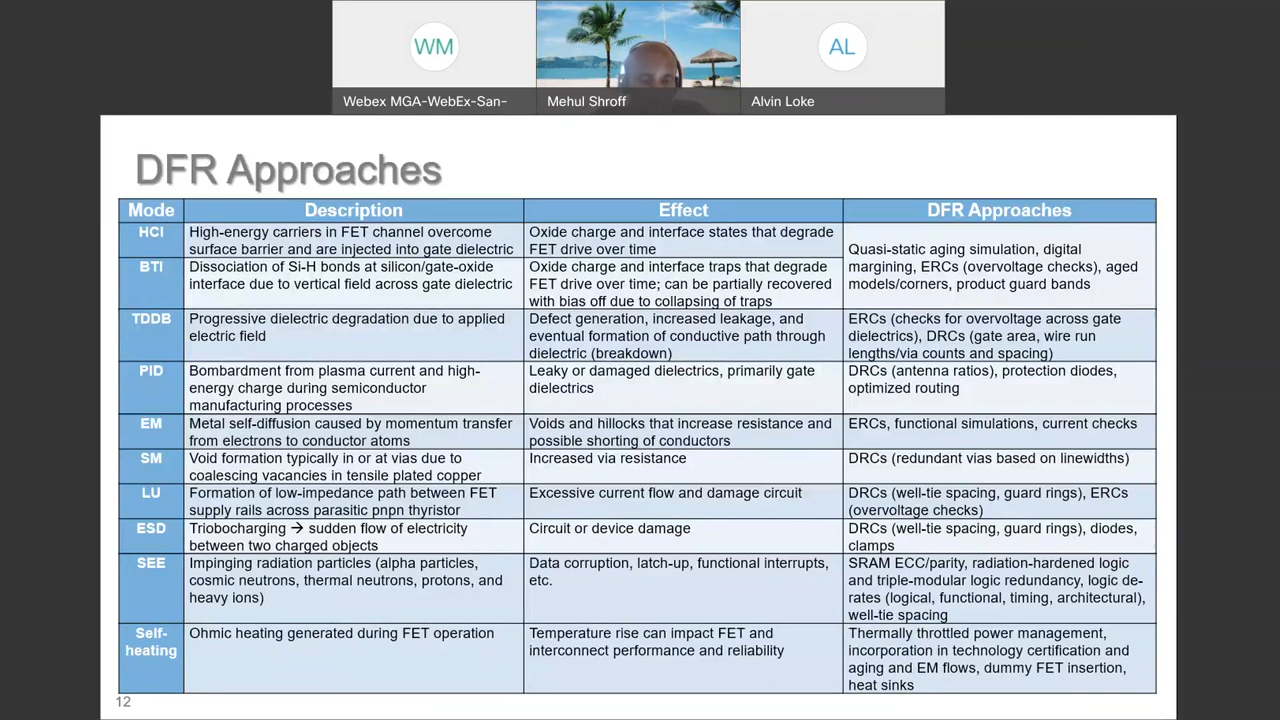 WM
AL
Webex MGA-WebEx-San-
Mehul Shroff
Alvin Loke
DFR Approaches
Mode
Description
Effect
DFR Approaches
HCI
High-energy carriers in FET channel overcome
surface barrier and are injected into gate dielectric
Oxide charge and interface states that degrade
FET drive over time
Quasi-static aging simulation, digital
margining, ERCs (overvoltage checks), aged
models/corners, product guard bands
BTI
Dissociation of Si-H bonds at silicon/gate-oxide
interface due to vertical field across gate dielectric
Oxide charge and interface traps that degrade
FET drive over time; can be partially recovered
with bias off due to collapsing of traps
TDDB
Progressive dielectric degradation due to applied
electric field
Defect generation, increased leakage, and
eventual formation of conductive path through
dielectric (breakdown)
ERCs (checks for overvoltage across gate
dielectrics), DRCs (gate area, wire run
lengths/via counts and spacing)
PID
Bombardment from plasma current and high-
energy charge during semiconductor
manufacturing processes
Leaky or damaged dielectrics, primarily gate
dielectrics
DRCs (antenna ratios), protection diodes,
optimized routing
EM
Metal self-diffusion caused by momentum transfer
from electrons to conductor atoms
Voids and hillocks that increase resistance and
possible shorting of conductors
ERCs, functional simulations, current checks
SM
Void formation typically in or at vias due to
coalescing vacancies in tensile plated copper
Increased via resistance
DRCs (redundant vias based on linewidths)
LU
Formation of low-impedance path between FET
supply rails across parasitic pnpn thyristor
Excessive current flow and damage circuit
DRCs (well-tie spacing, guard rings), ERCs
(overvoltage checks)
ESD
Tribocharging → sudden flow of electricity
between two charged objects
Circuit or device damage
DRCs (well-tie spacing, guard rings), diodes,
clamps
SEE
Impinging radiation particles (alpha particles,
cosmic neutrons, thermal neutrons, protons, and
heavy ions)
Data corruption, latch-up, functional interrupts,
etc.
SRAM ECC/parity, radiation-hardened logic
and triple-modular logic redundancy, logic de-
rates (logical, functional, timing, architectural),
well-tie spacing
Self-
heating
Ohmic heating generated during FET operation
Temperature rise can impact FET and
interconnect performance and reliability
Thermally throttled power management,
incorporation in technology certification and
aging and EM flows, dummy FET insertion,
heat sinks
12